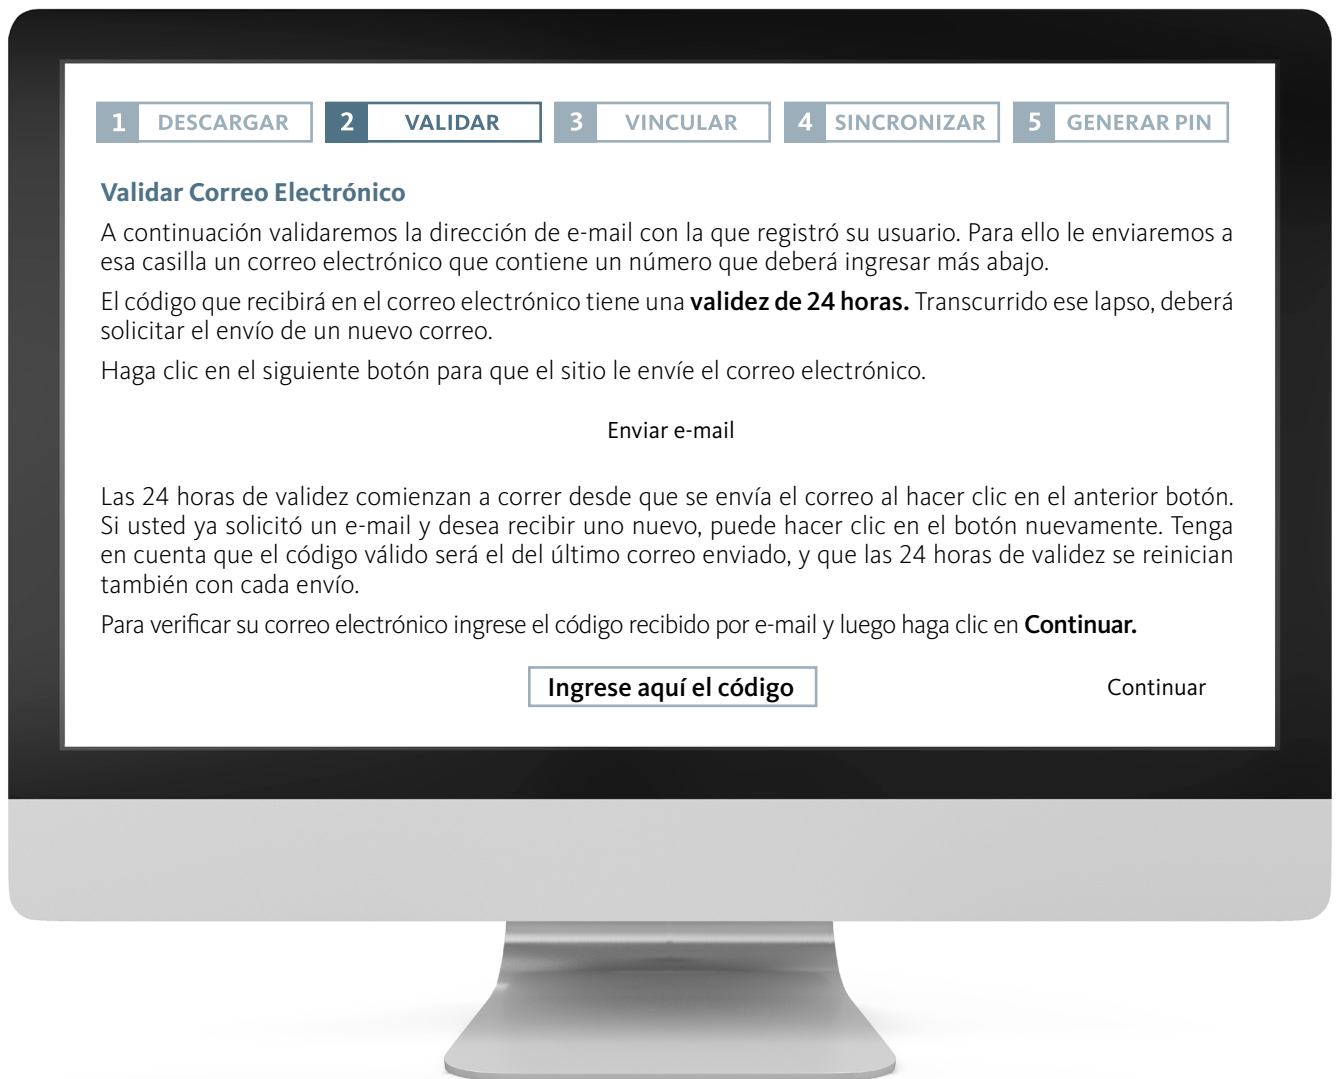 1 DESCARGAR 2 VALIDAR 3 VINCULAR 4 SINCRONIZAR 5 GENERAR PIN
Validar Correo Electrónico
A continuación validaremos la dirección de e-mail con la que registró su usuario. Para ello le enviaremos a
esa casilla un correo electrónico que contiene un número que deberá ingresar más abajo.
El código que recibirá en el correo electrónico tiene una validez de 24 horas. Transcurrido ese lapso, deberá
solicitar el envío de un nuevo correo.
Haga clic en el siguiente botón para que el sitio le envíe el correo electrónico.
Enviar e-mail
Las 24 horas de validez comienzan a correr desde que se envía el correo al hacer clic en el anterior botón.
Si usted ya solicitó un e-mail y desea recibir uno nuevo, puede hacer clic en el botón nuevamente. Tenga
en cuenta que el código válido será el del último correo enviado, y que las 24 horas de validez se reinician
también con cada envío.
Para verificar su correo electrónico ingrese el código recibido por e-mail y luego haga clic en Continuar.
Ingrese aquí el código Continuar